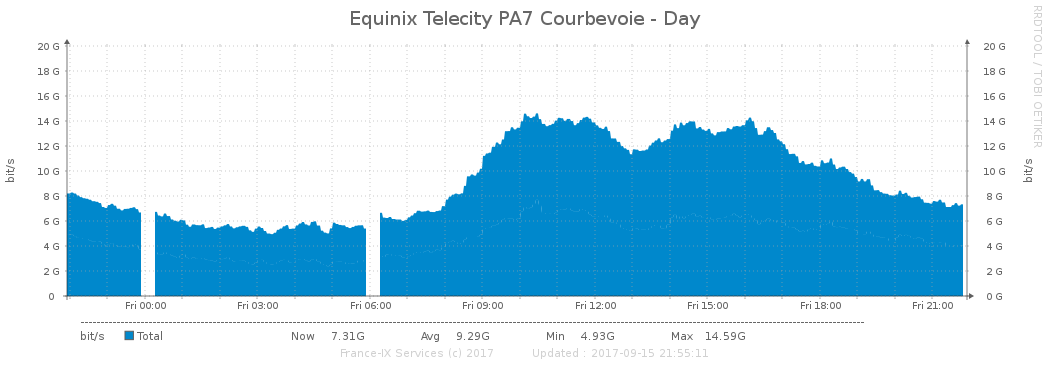 Equinix Telecity PA7 Courbevoie - Day
RRDTOOL / TOBI OETIKER
bit/s
20 G 20 G
18 G 18 G
16 G 16 G
14 G 14 G
12 G 12 G
10 G 10 G
8 G 8 G
6 G 6 G
4 G 4 G
2 G 2 G
0 0 G
bit/s
Fri 00:00 Fri 03:00 Fri 06:00 Fri 09:00 Fri 12:00 Fri 15:00 Fri 18:00 Fri 21:00
bit/s Total Now 7.31G Avg 9.29G Min 4.93G Max 14.59G
France-IX Services (c) 2017 Updated : 2017-09-15 21:55:11